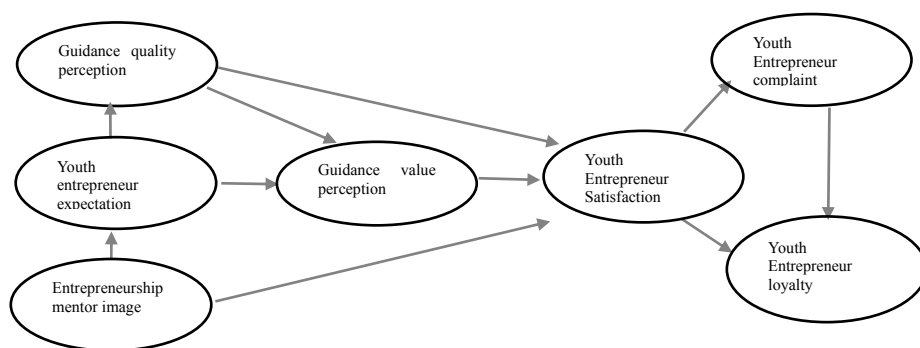 Guidance quality
perception
Youth
entrepreneur
expectation
Entrepreneurship
mentor image
Guidance value
perception
Youth
Entrepreneur
Satisfaction
Youth
Entrepreneur
complaint
Youth
Entrepreneur
loyalty